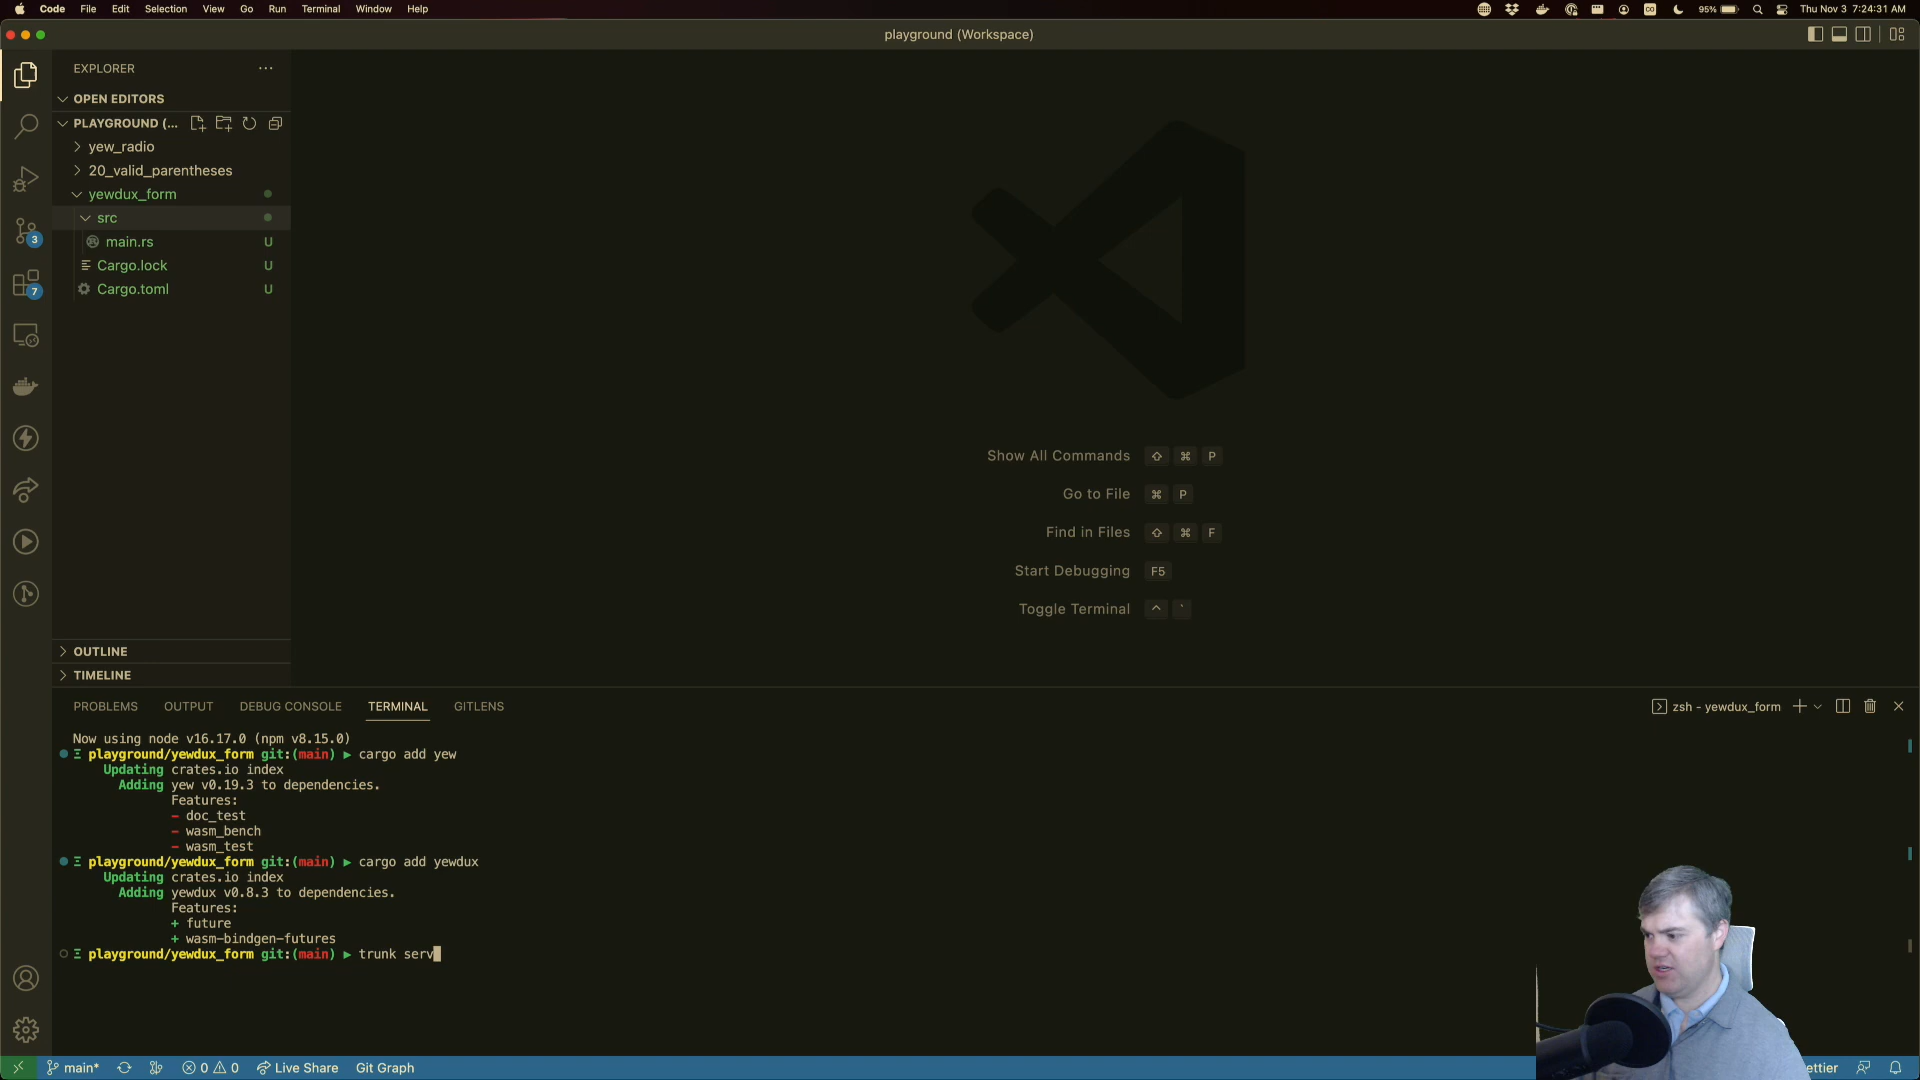 Code File Edit Selection View Go Run Terminal Window Help 95% Thu Nov 3 7:24:31 AM
playground (Workspace)
EXPLORER
OPEN EDITORS
PLAYGROUND (...
yew_radio
20_valid_parentheses
yewdux_form
src
main.rs U
Cargo.lock U
Cargo.toml U
3
7
Show All Commands ⇧ ⌘ P
Go to File ⌘ P
Find in Files ⇧ ⌘ F
Start Debugging F5
Toggle Terminal ^ `
OUTLINE
TIMELINE
PROBLEMS OUTPUT DEBUG CONSOLE TERMINAL GITLENS
zsh - yewdux_form
Now using node v16.17.0 (npm v8.15.0)
Ξ playground/yewdux_form git:(main) ▶ cargo add yew
Updating crates.io index
Adding yew v0.19.3 to dependencies.
Features:
- doc_test
- wasm_bench
- wasm_test
Ξ playground/yewdux_form git:(main) ▶ cargo add yewdux
Updating crates.io index
Adding yewdux v0.8.3 to dependencies.
Features:
+ future
+ wasm-bindgen-futures
Ξ playground/yewdux_form git:(main) ▶ trunk serv
main* 0 0 Live Share Git Graph
ettier